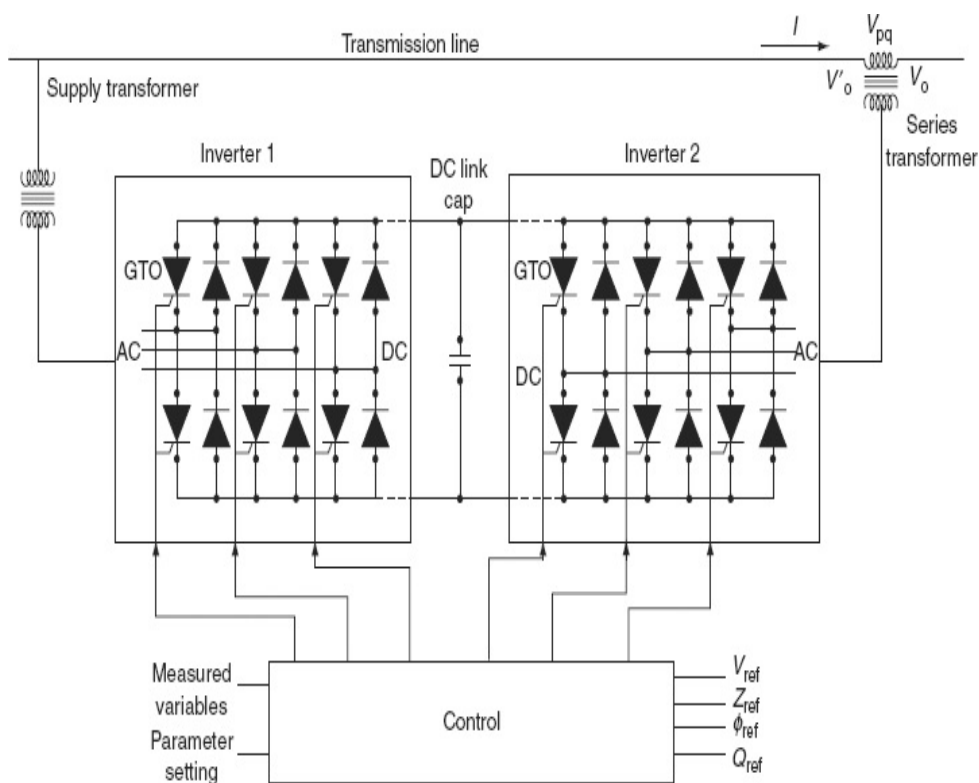 Transmission line
I
V_pq
V'_o
V_o
Supply transformer
Series
transformer
Inverter 1
DC link
cap
Inverter 2
GTO
AC
DC
GTO
DC
AC
Measured
variables
Parameter
setting
Control
V_ref
Z_ref
ϕ_ref
Q_ref